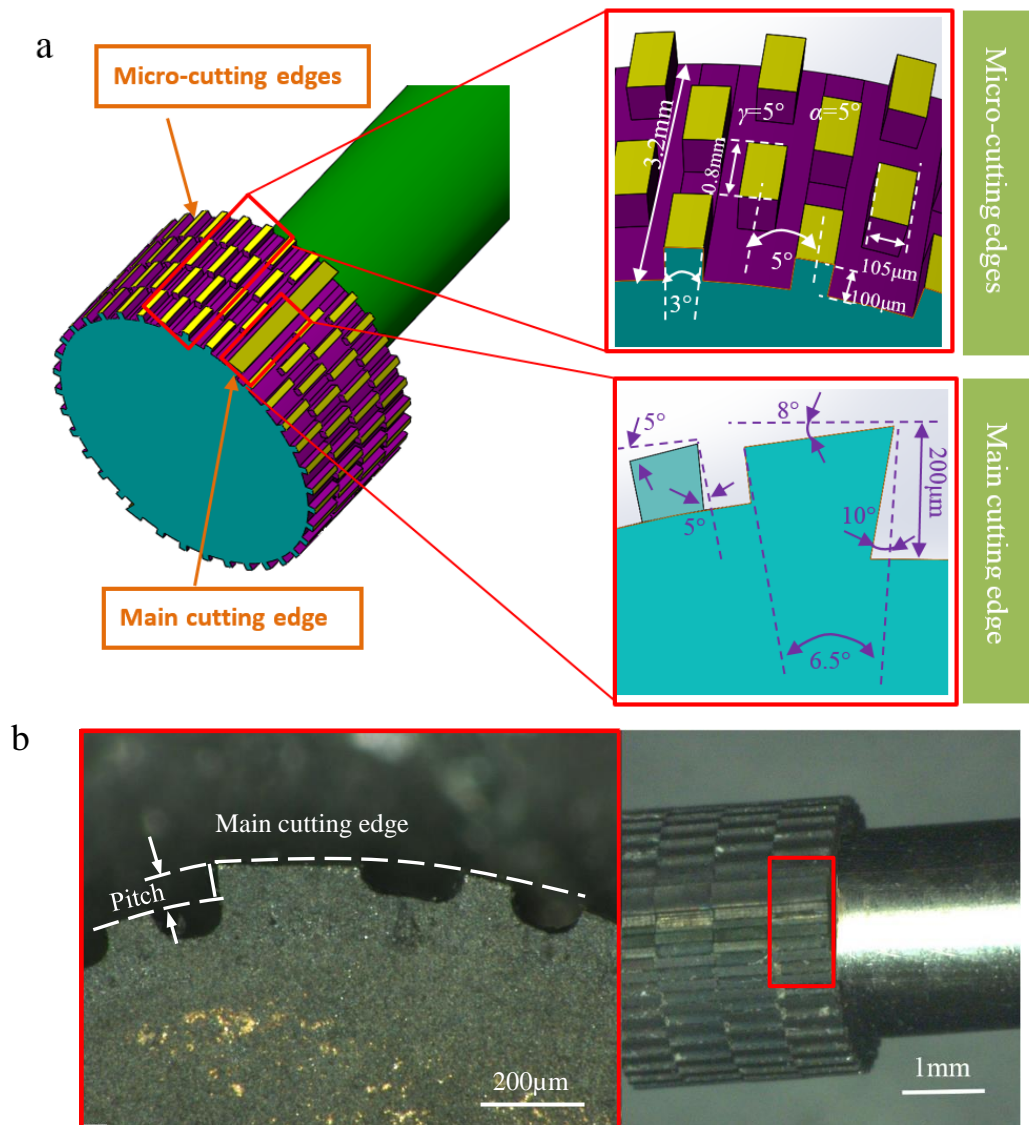 a
Micro-cutting edges
Main cutting edge
3.2mm
γ=5°
α=5°
0.8mm
5°
3°
105μm
100μm
Micro-cutting edges
5°
8°
200μm
5°
10°
6.5°
Main cutting edge
b
Main cutting edge
Pitch
200μm
1mm